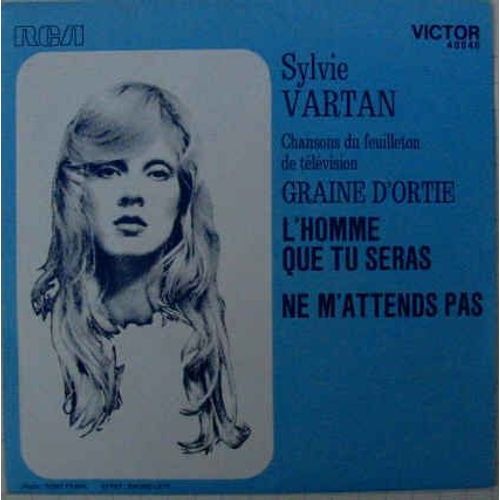 RCA
VICTOR
Sylvie
VARTAN
Chansons du feuilleton
de télévision
GRAINE D'ORTIE
L'HOMME
QUE TU SERAS
NE M'ATTENDS PAS